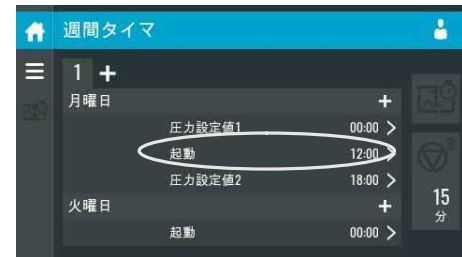 週間タイマ
1 +
月曜日 +
圧力設定値1 00:00 >
起動 12:00 >
圧力設定値2 18:00 >
火曜日 +
起動 00:00 >
15
分